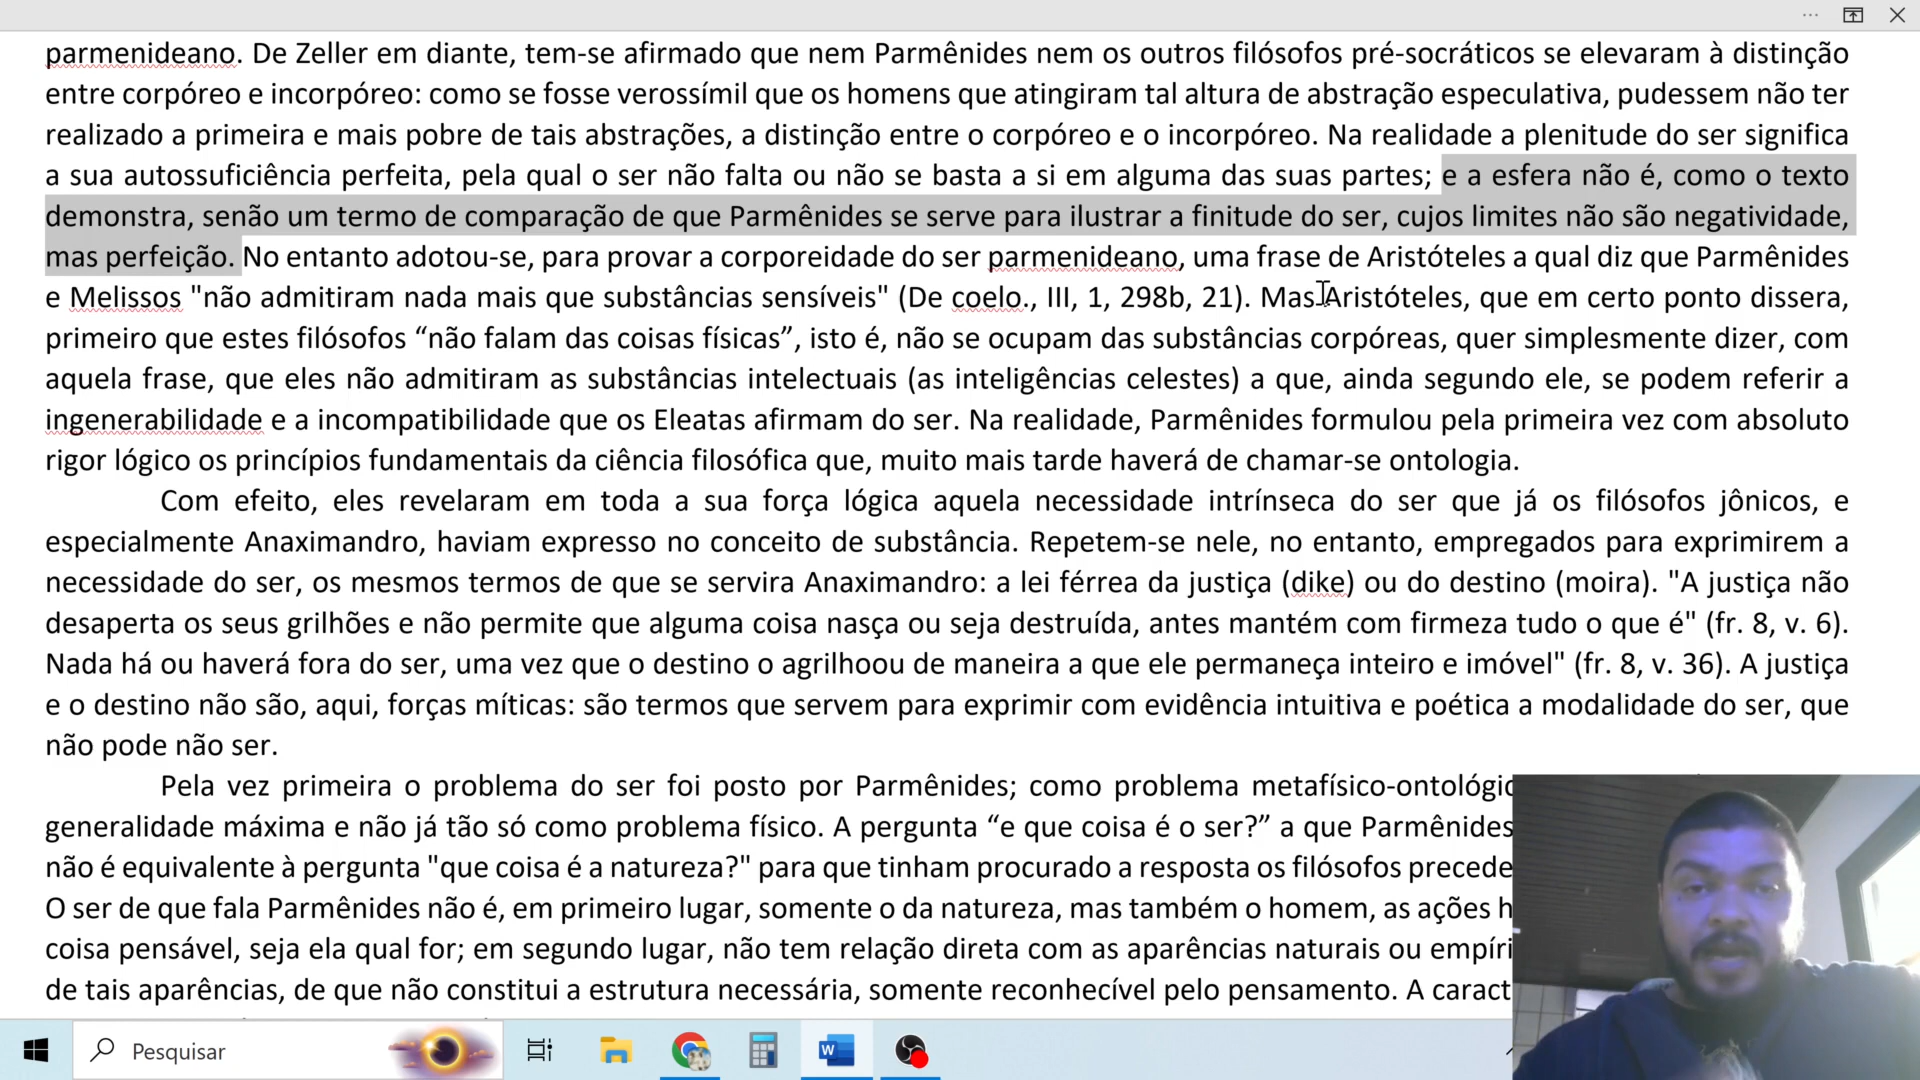 parmenideano. De Zeller em diante, tem-se afirmado que nem Parmênides nem os outros filósofos pré-socráticos se elevaram à distinção
entre corpóreo e incorpóreo: como se fosse verossímil que os homens que atingiram tal altura de abstração especulativa, pudessem não ter
realizado a primeira e mais pobre de tais abstrações, a distinção entre o corpóreo e o incorpóreo. Na realidade a plenitude do ser significa
a sua autossuficiência perfeita, pela qual o ser não falta ou não se basta a si em alguma das suas partes; e a esfera não é, como o texto
demonstra, senão um termo de comparação de que Parmênides se serve para ilustrar a finitude do ser, cujos limites não são negatividade,
mas perfeição. No entanto adotou-se, para provar a corporeidade do ser parmenideano, uma frase de Aristóteles a qual diz que Parmênides
e Melissos "não admitiram nada mais que substâncias sensíveis" (De coelo., III, 1, 298b, 21). Mas Aristóteles, que em certo ponto dissera,
primeiro que estes filósofos “não falam das coisas físicas”, isto é, não se ocupam das substâncias corpóreas, quer simplesmente dizer, com
aquela frase, que eles não admitiram as substâncias intelectuais (as inteligências celestes) a que, ainda segundo ele, se podem referir a
ingenerabilidade e a incompatibilidade que os Eleatas afirmam do ser. Na realidade, Parmênides formulou pela primeira vez com absoluto
rigor lógico os princípios fundamentais da ciência filosófica que, muito mais tarde haverá de chamar-se ontologia.
Com efeito, eles revelaram em toda a sua força lógica aquela necessidade intrínseca do ser que já os filósofos jônicos, e
especialmente Anaximandro, haviam expresso no conceito de substância. Repetem-se nele, no entanto, empregados para exprimirem a
necessidade do ser, os mesmos termos de que se servira Anaximandro: a lei férrea da justiça (dike) ou do destino (moira). "A justiça não
desaperta os seus grilhões e não permite que alguma coisa nasça ou seja destruída, antes mantém com firmeza tudo o que é" (fr. 8, v. 6).
Nada há ou haverá fora do ser, uma vez que o destino o agrilhoou de maneira a que ele permaneça inteiro e imóvel" (fr. 8, v. 36). A justiça
e o destino não são, aqui, forças míticas: são termos que servem para exprimir com evidência intuitiva e poética a modalidade do ser, que
não pode não ser.
Pela vez primeira o problema do ser foi posto por Parmênides; como problema metafísico-ontológic
generalidade máxima e não já tão só como problema físico. A pergunta “e que coisa é o ser?” a que Parmênides
não é equivalente à pergunta "que coisa é a natureza?" para que tinham procurado a resposta os filósofos precede
O ser de que fala Parmênides não é, em primeiro lugar, somente o da natureza, mas também o homem, as ações h
coisa pensável, seja ela qual for; em segundo lugar, não tem relação direta com as aparências naturais ou empíri
de tais aparências, de que não constitui a estrutura necessária, somente reconhecível pelo pensamento. A caract
Pesquisar